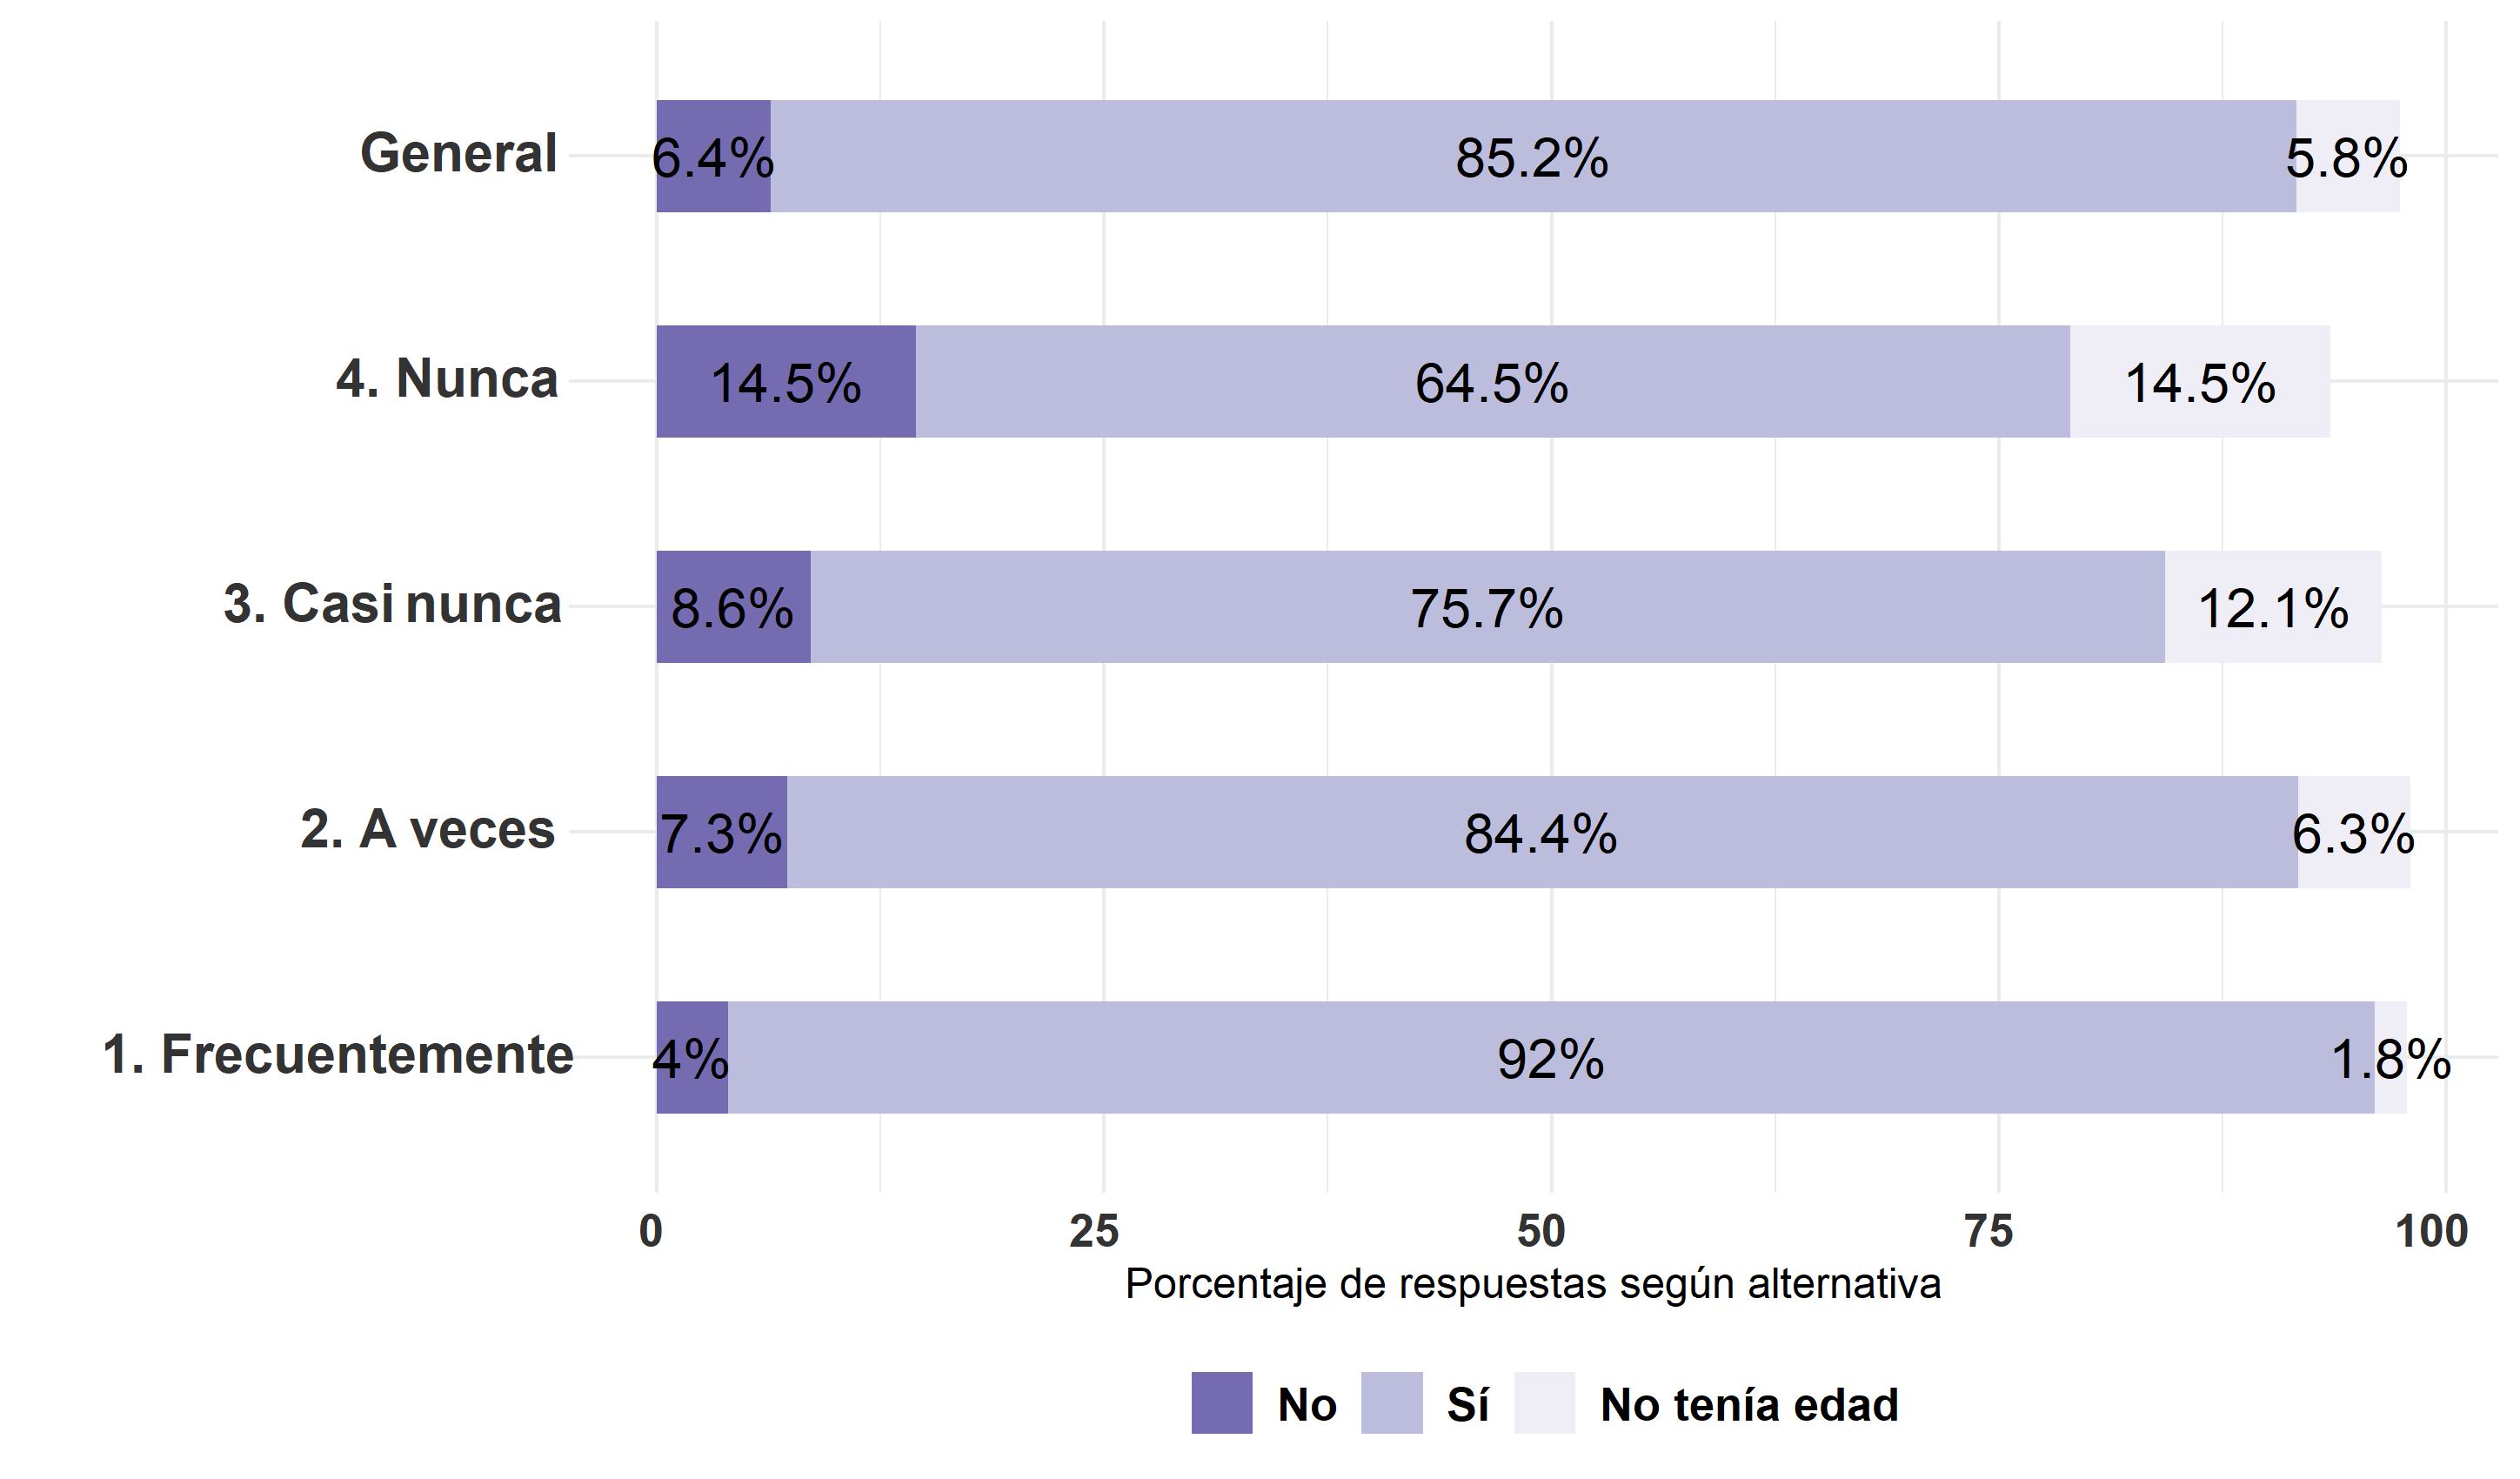 General 6.4% 85.2% 5.8%
4. Nunca 14.5% 64.5% 14.5%
3. Casi nunca 8.6% 75.7% 12.1%
2. A veces 7.3% 84.4% 6.3%
1. Frecuentemente 4% 92% 1.8%
0 25 50 75 100
Porcentaje de respuestas según alternativa
No Sí No tenía edad